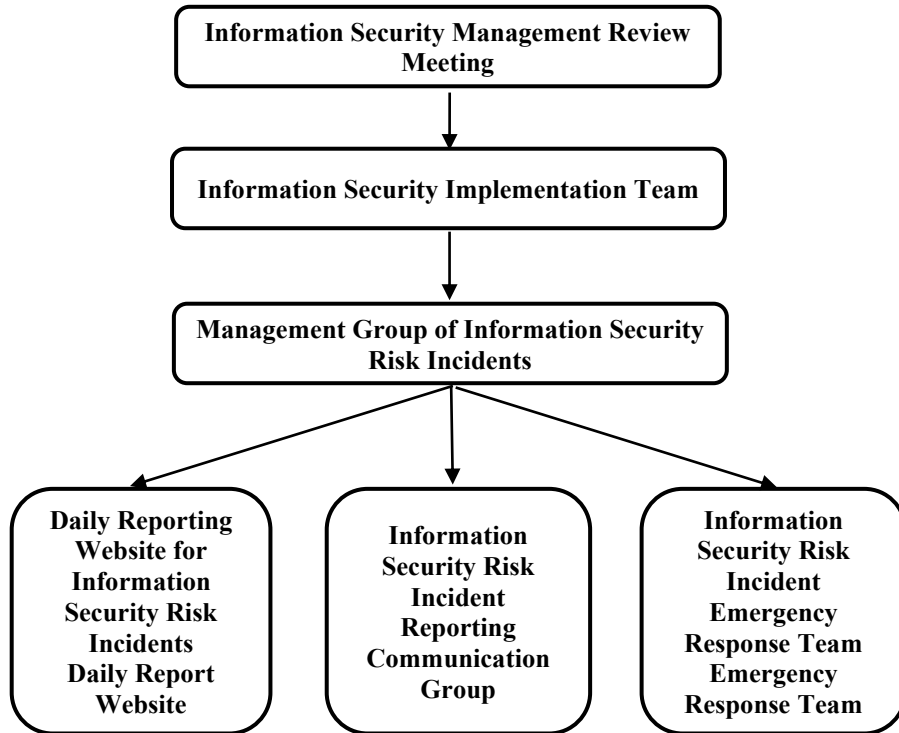 Information Security Management Review
Meeting
Information Security Implementation Team
Management Group of Information Security
Risk Incidents
Daily Reporting
Website for
Information
Security Risk
Incidents
Daily Report
Website
Information
Security Risk
Incident
Reporting
Communication
Group
Information
Security Risk
Incident
Emergency
Response Team
Emergency
Response Team